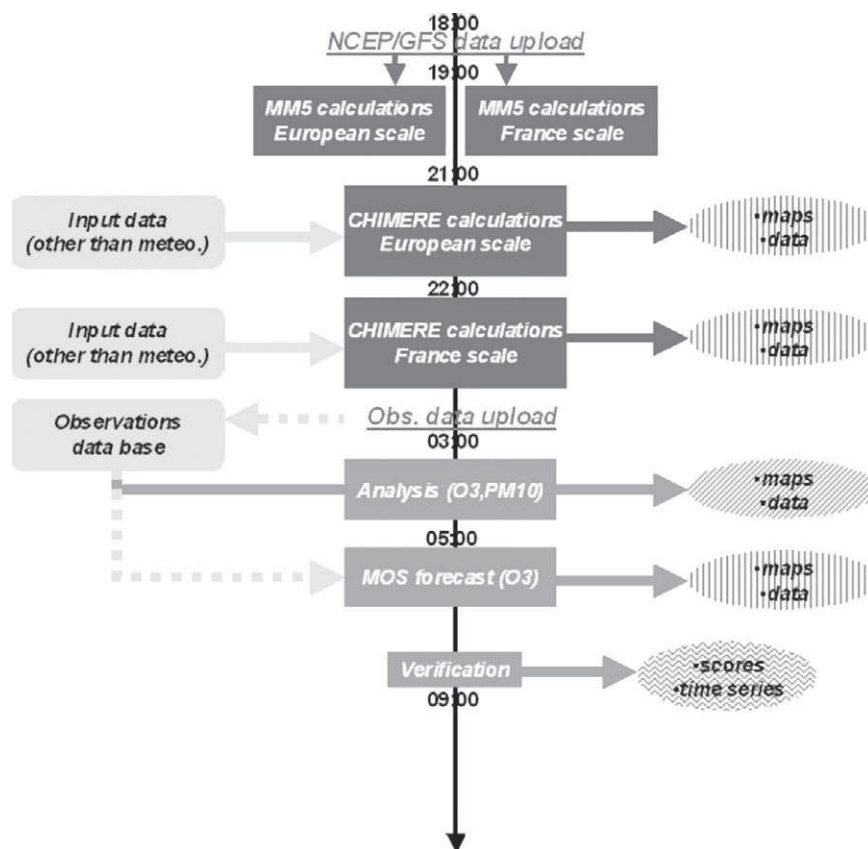 18:00
NCEP/GFS data upload
19:00
MM5 calculations
European scale
MM5 calculations
France scale
21:00
Input data
(other than meteo.)
CHIMERE calculations
European scale
•maps
•data
22:00
Input data
(other than meteo.)
CHIMERE calculations
France scale
•maps
•data
Observations
data base
Obs. data upload
03:00
Analysis (O3,PM10)
•maps
•data
05:00
MOS forecast (O3)
•maps
•data
Verification
•scores
•time series
09:00